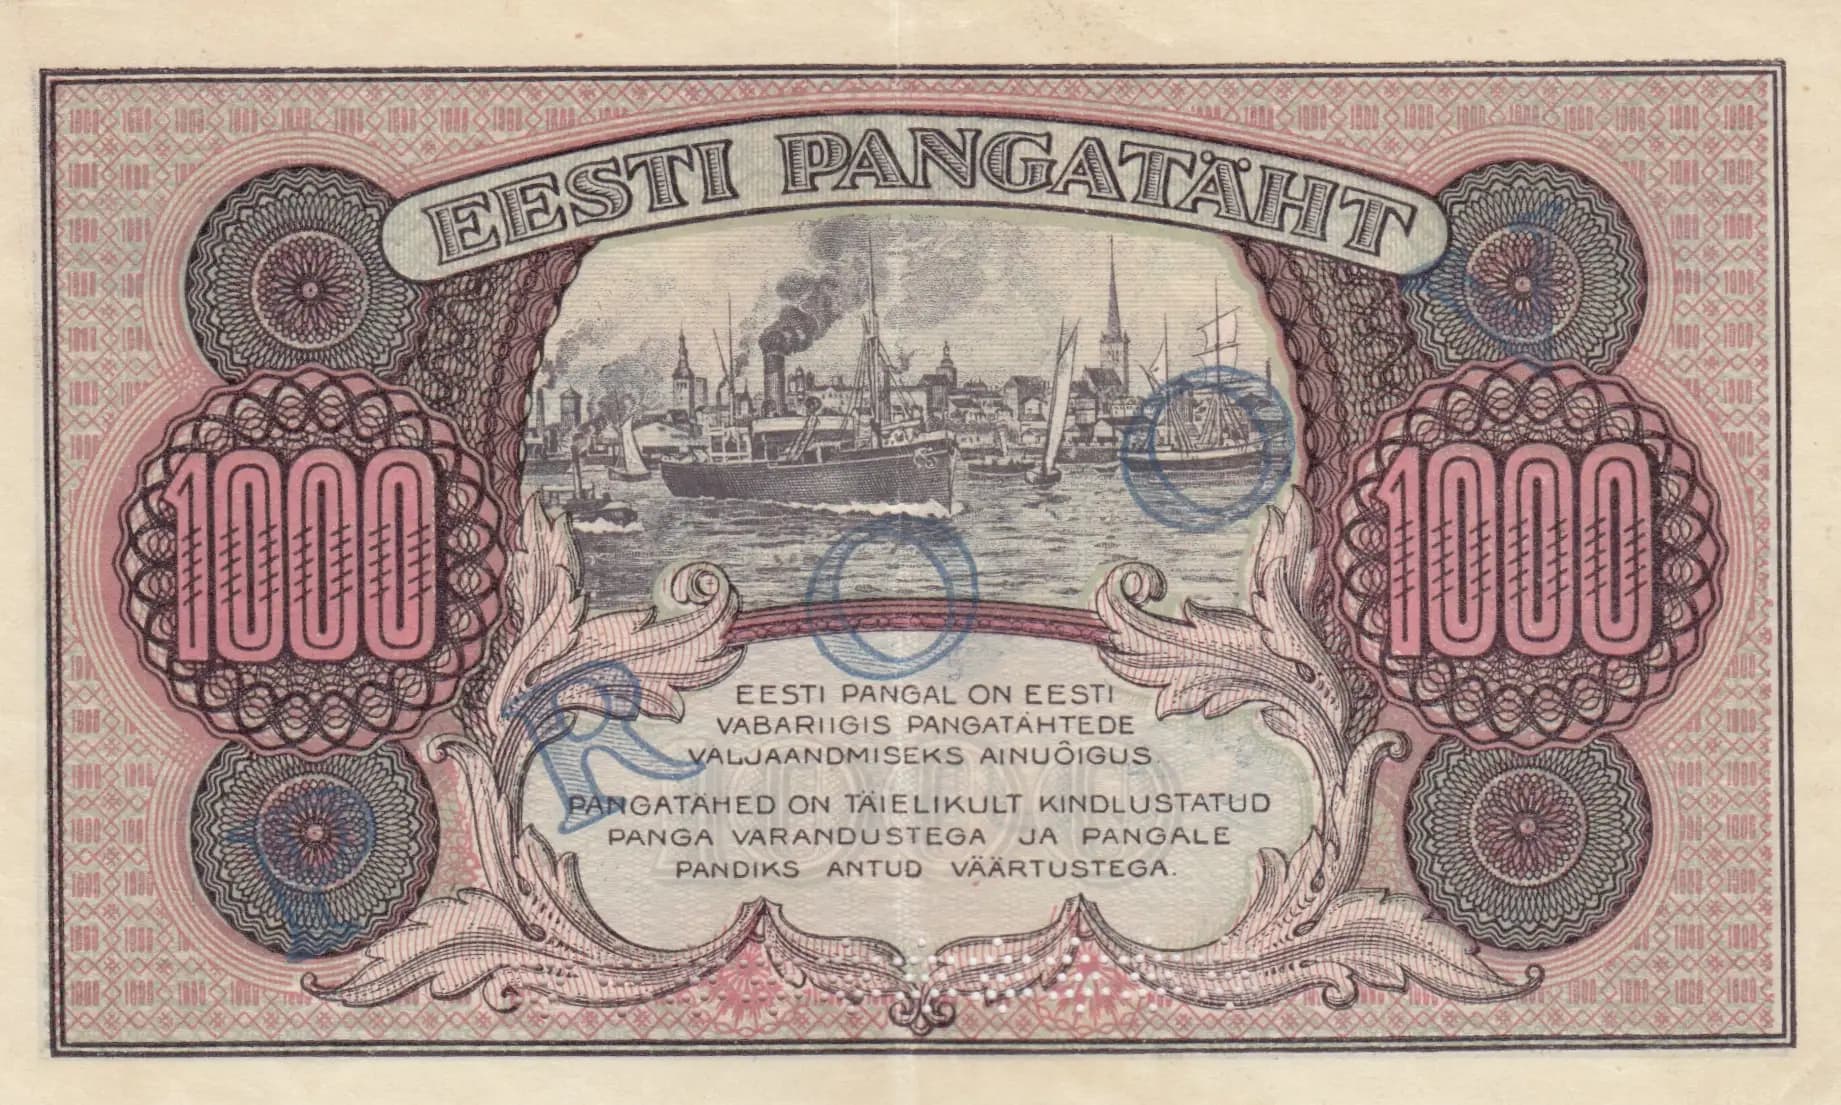 EESTI PANGATÄHT
1000 1000
EESTI PANGAL ON EESTI
VABARIIGIS PANGATÄHTEDE
VALJAANDMISEKS AINUÕIGUS.
PANGATÄHED ON TÄIELIKULT KINDLUSTATUD
PANGA VARANDUSTEGA JA PANGALE
PANDIKS ANTUD VÄÄRTUSTEGA.
PROOV